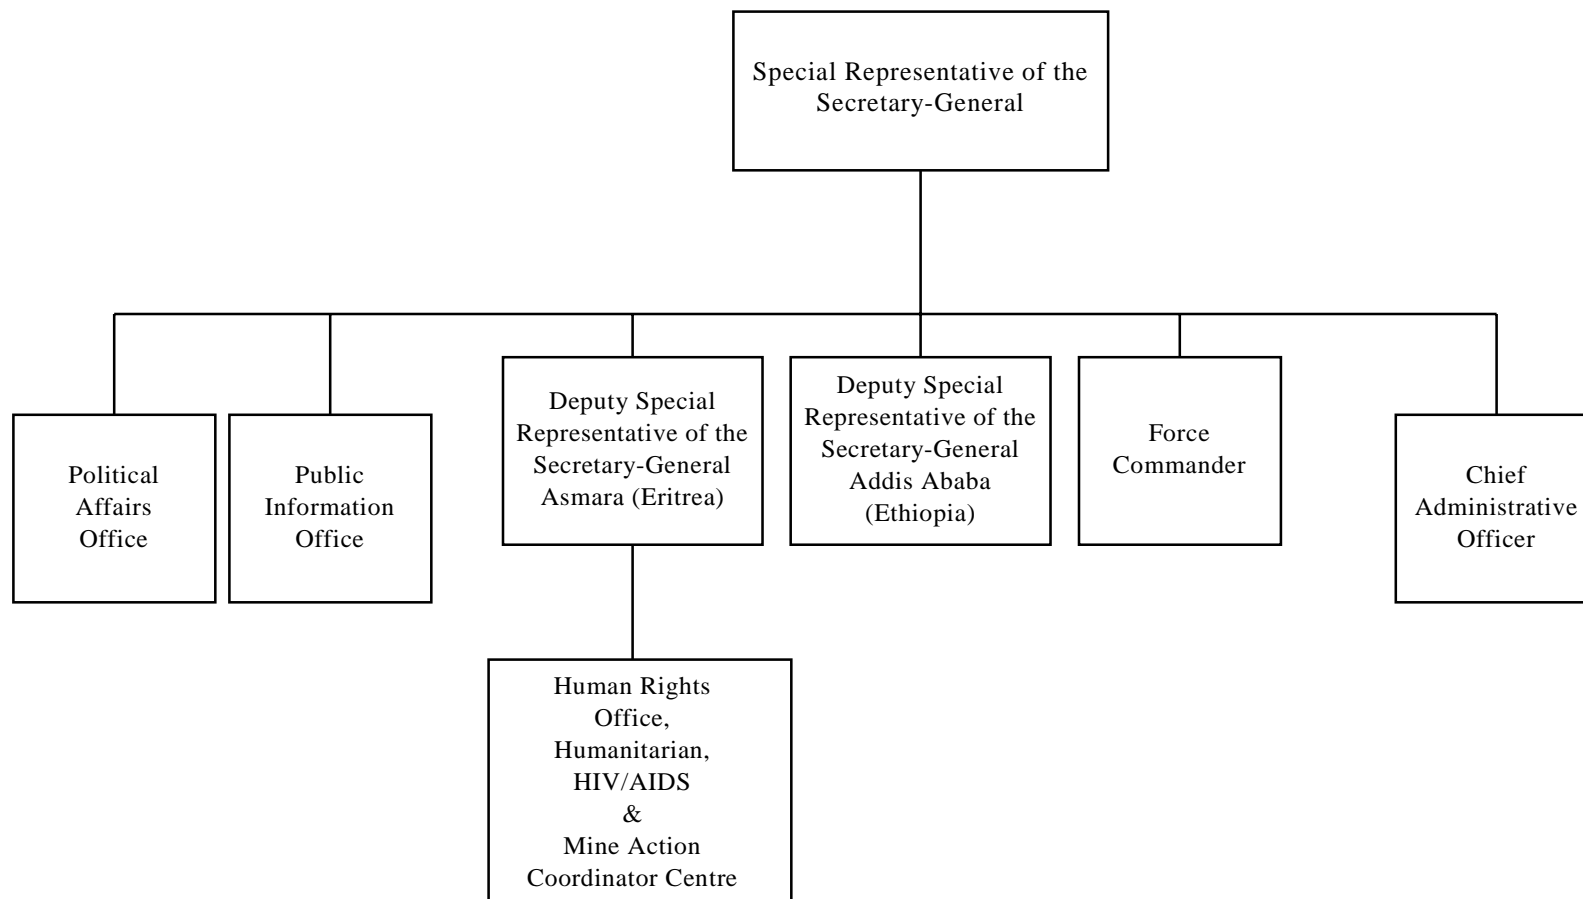 Special Representative of the
Secretary-General
Political
Affairs
Office
Public
Information
Office
Deputy Special
Representative of the
Secretary-General
Asmara (Eritrea)
Deputy Special
Representative of the
Secretary-General
Addis Ababa
(Ethiopia)
Force
Commander
Chief
Administrative
Officer
Human Rights
Office,
Humanitarian,
HIV/AIDS
&
Mine Action
Coordinator Centre